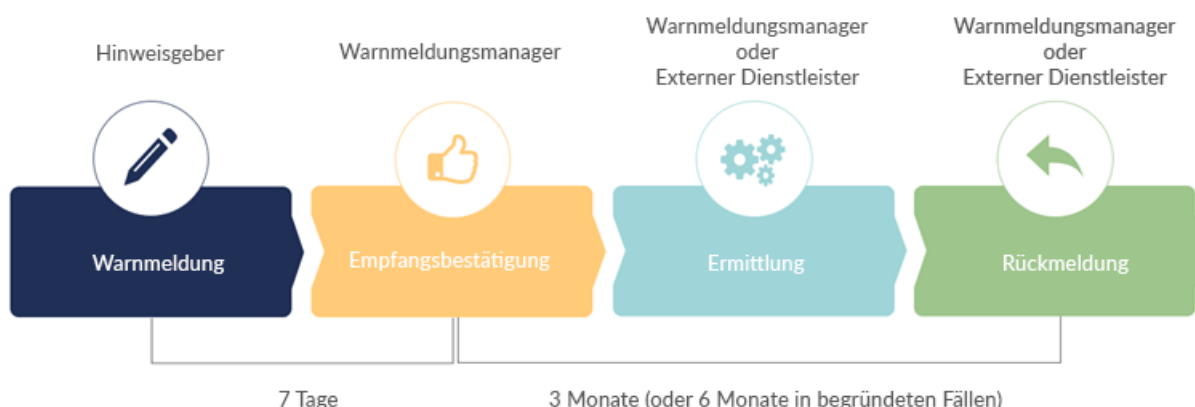 Hinweisgeber
Warnmeldungsmanager
Warnmeldungsmanager
oder
Externer Dienstleister
Warnmeldungsmanager
oder
Externer Dienstleister
Warnmeldung
Empfangsbestätigung
Ermittlung
Rückmeldung
7 Tage
3 Monate (oder 6 Monate in begründeten Fällen)